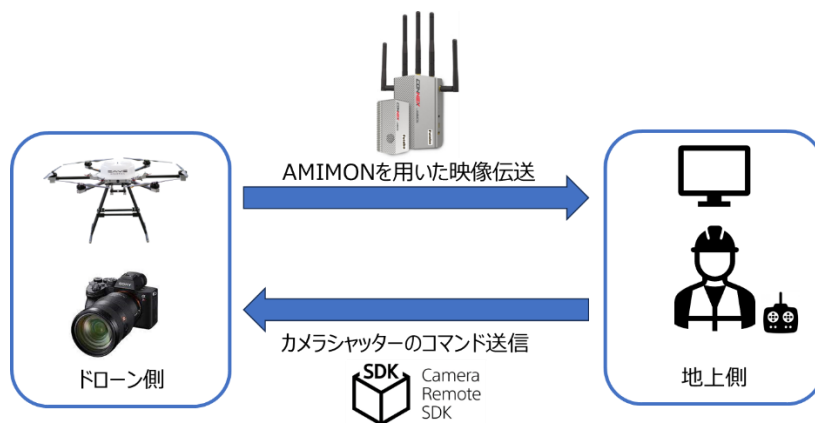 AMIMONを用いた映像伝送
カメラシャッターのコマンド送信
ドローン側
SDK
Camera
Remote
SDK
地上側